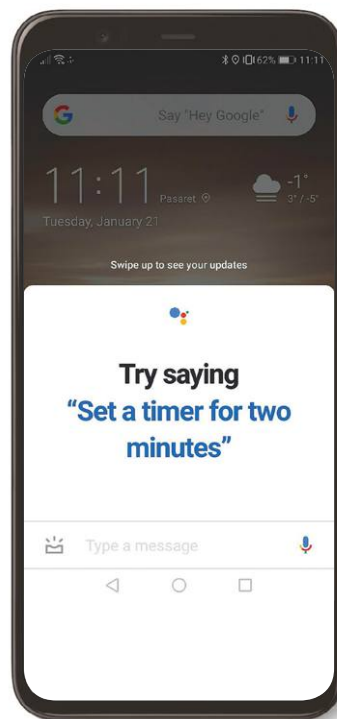 62% 11:11
Say "Hey Google"
11:11 Pasaret -1°
3° / -5°
Tuesday, January 21
Swipe up to see your updates
Try saying
“Set a timer for two
minutes”
Type a message